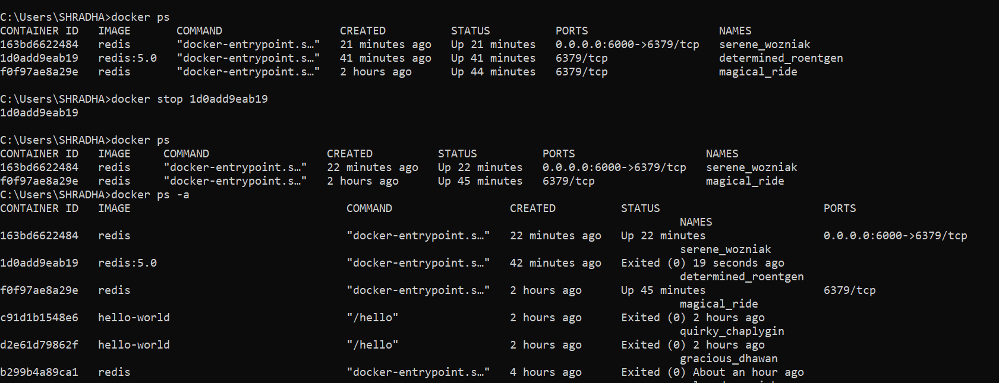 C:\Users\SHRADHA>docker ps
CONTAINER ID   IMAGE       COMMAND                  CREATED          STATUS          PORTS                    NAMES
163bd6622484   redis       "docker-entrypoint.s…"   21 minutes ago   Up 21 minutes   0.0.0.0:6000->6379/tcp   serene_wozniak
1d0add9eab19   redis:5.0   "docker-entrypoint.s…"   41 minutes ago   Up 41 minutes   6379/tcp                 determined_roentgen
f0f97ae8a29e   redis       "docker-entrypoint.s…"   2 hours ago      Up 44 minutes   6379/tcp                 magical_ride
C:\Users\SHRADHA>docker stop 1d0add9eab19
1d0add9eab19
C:\Users\SHRADHA>docker ps
CONTAINER ID   IMAGE     COMMAND                  CREATED          STATUS          PORTS                    NAMES
163bd6622484   redis     "docker-entrypoint.s…"   22 minutes ago   Up 22 minutes   0.0.0.0:6000->6379/tcp   serene_wozniak
f0f97ae8a29e   redis     "docker-entrypoint.s…"   2 hours ago      Up 45 minutes   6379/tcp                 magical_ride
C:\Users\SHRADHA>docker ps -a
CONTAINER ID   IMAGE                                 COMMAND                  CREATED          STATUS                         PORTS
NAMES
163bd6622484   redis                                 "docker-entrypoint.s…"   22 minutes ago   Up 22 minutes                  0.0.0.0:6000->6379/tcp
serene_wozniak
1d0add9eab19   redis:5.0                             "docker-entrypoint.s…"   42 minutes ago   Exited (0) 19 seconds ago
determined_roentgen
f0f97ae8a29e   redis                                 "docker-entrypoint.s…"   2 hours ago      Up 45 minutes                  6379/tcp
magical_ride
c91d1b1548e6   hello-world                           "/hello"                 2 hours ago      Exited (0) 2 hours ago
quirky_chaplygin
d2e61d79862f   hello-world                           "/hello"                 2 hours ago      Exited (0) 2 hours ago
gracious_dhawan
b299b4a89ca1   redis                                 "docker-entrypoint.s…"   4 hours ago      Exited (0) About an hour ago